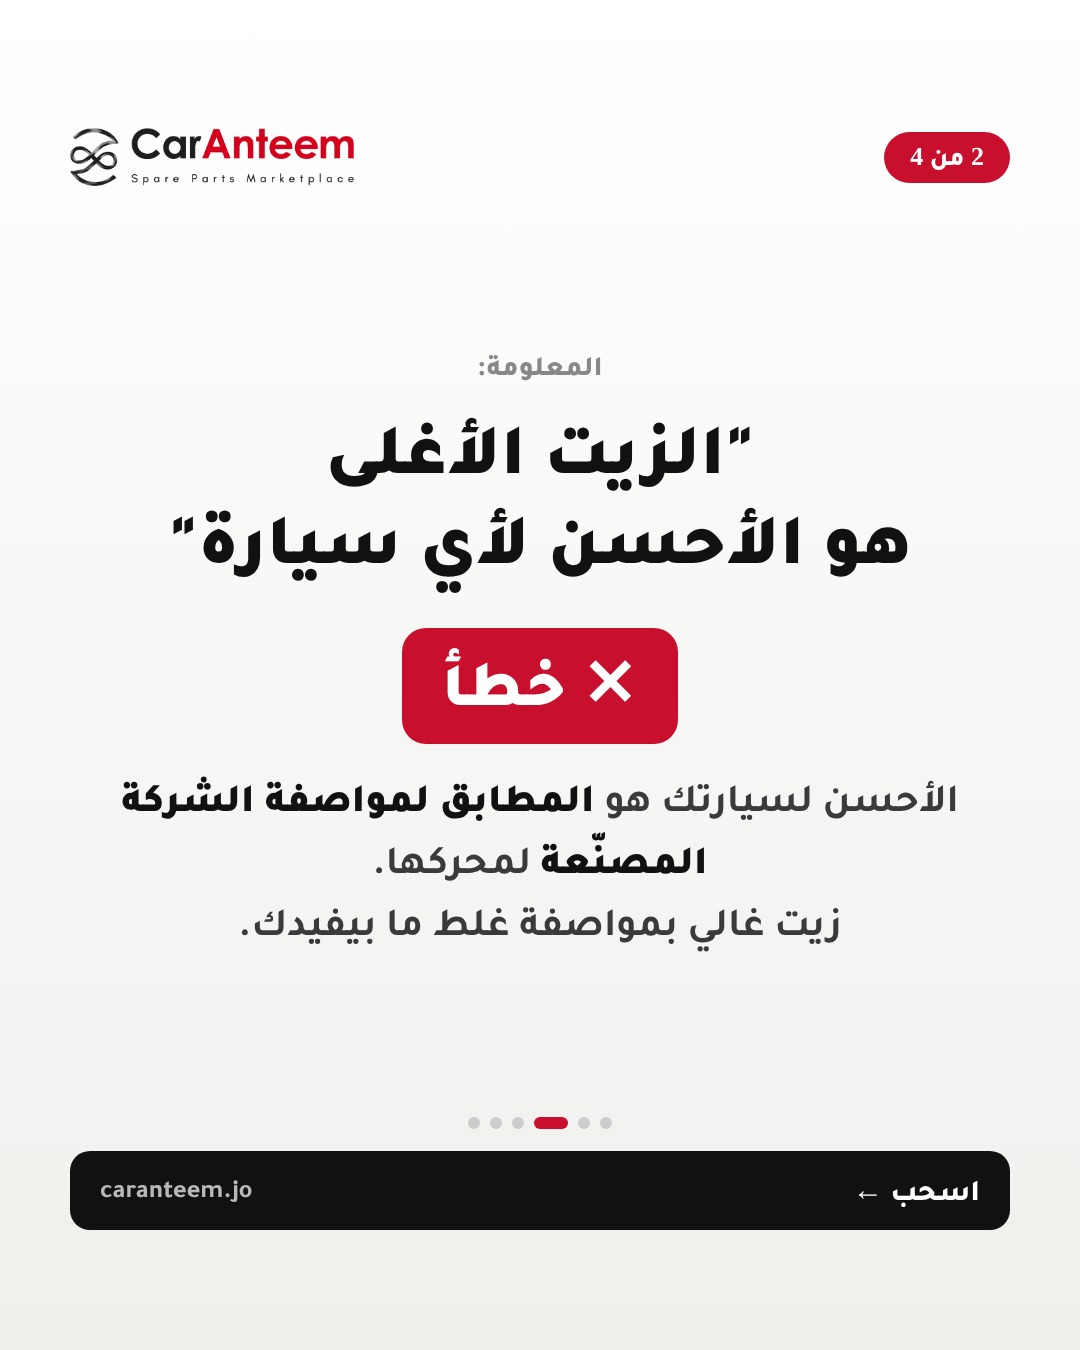 CarAnteem
Spare Parts Marketplace
2 من 4
المعلومة:
"الزيت الأغلى
هو الأحسن لأي سيارة"
✕ خطأ
الأحسن لسيارتك هو المطابق لمواصفة الشركة
المصنّعة لمحركها.
زيت غالي بمواصفة غلط ما بيفيدك.
اسحب ←
caranteem.jo